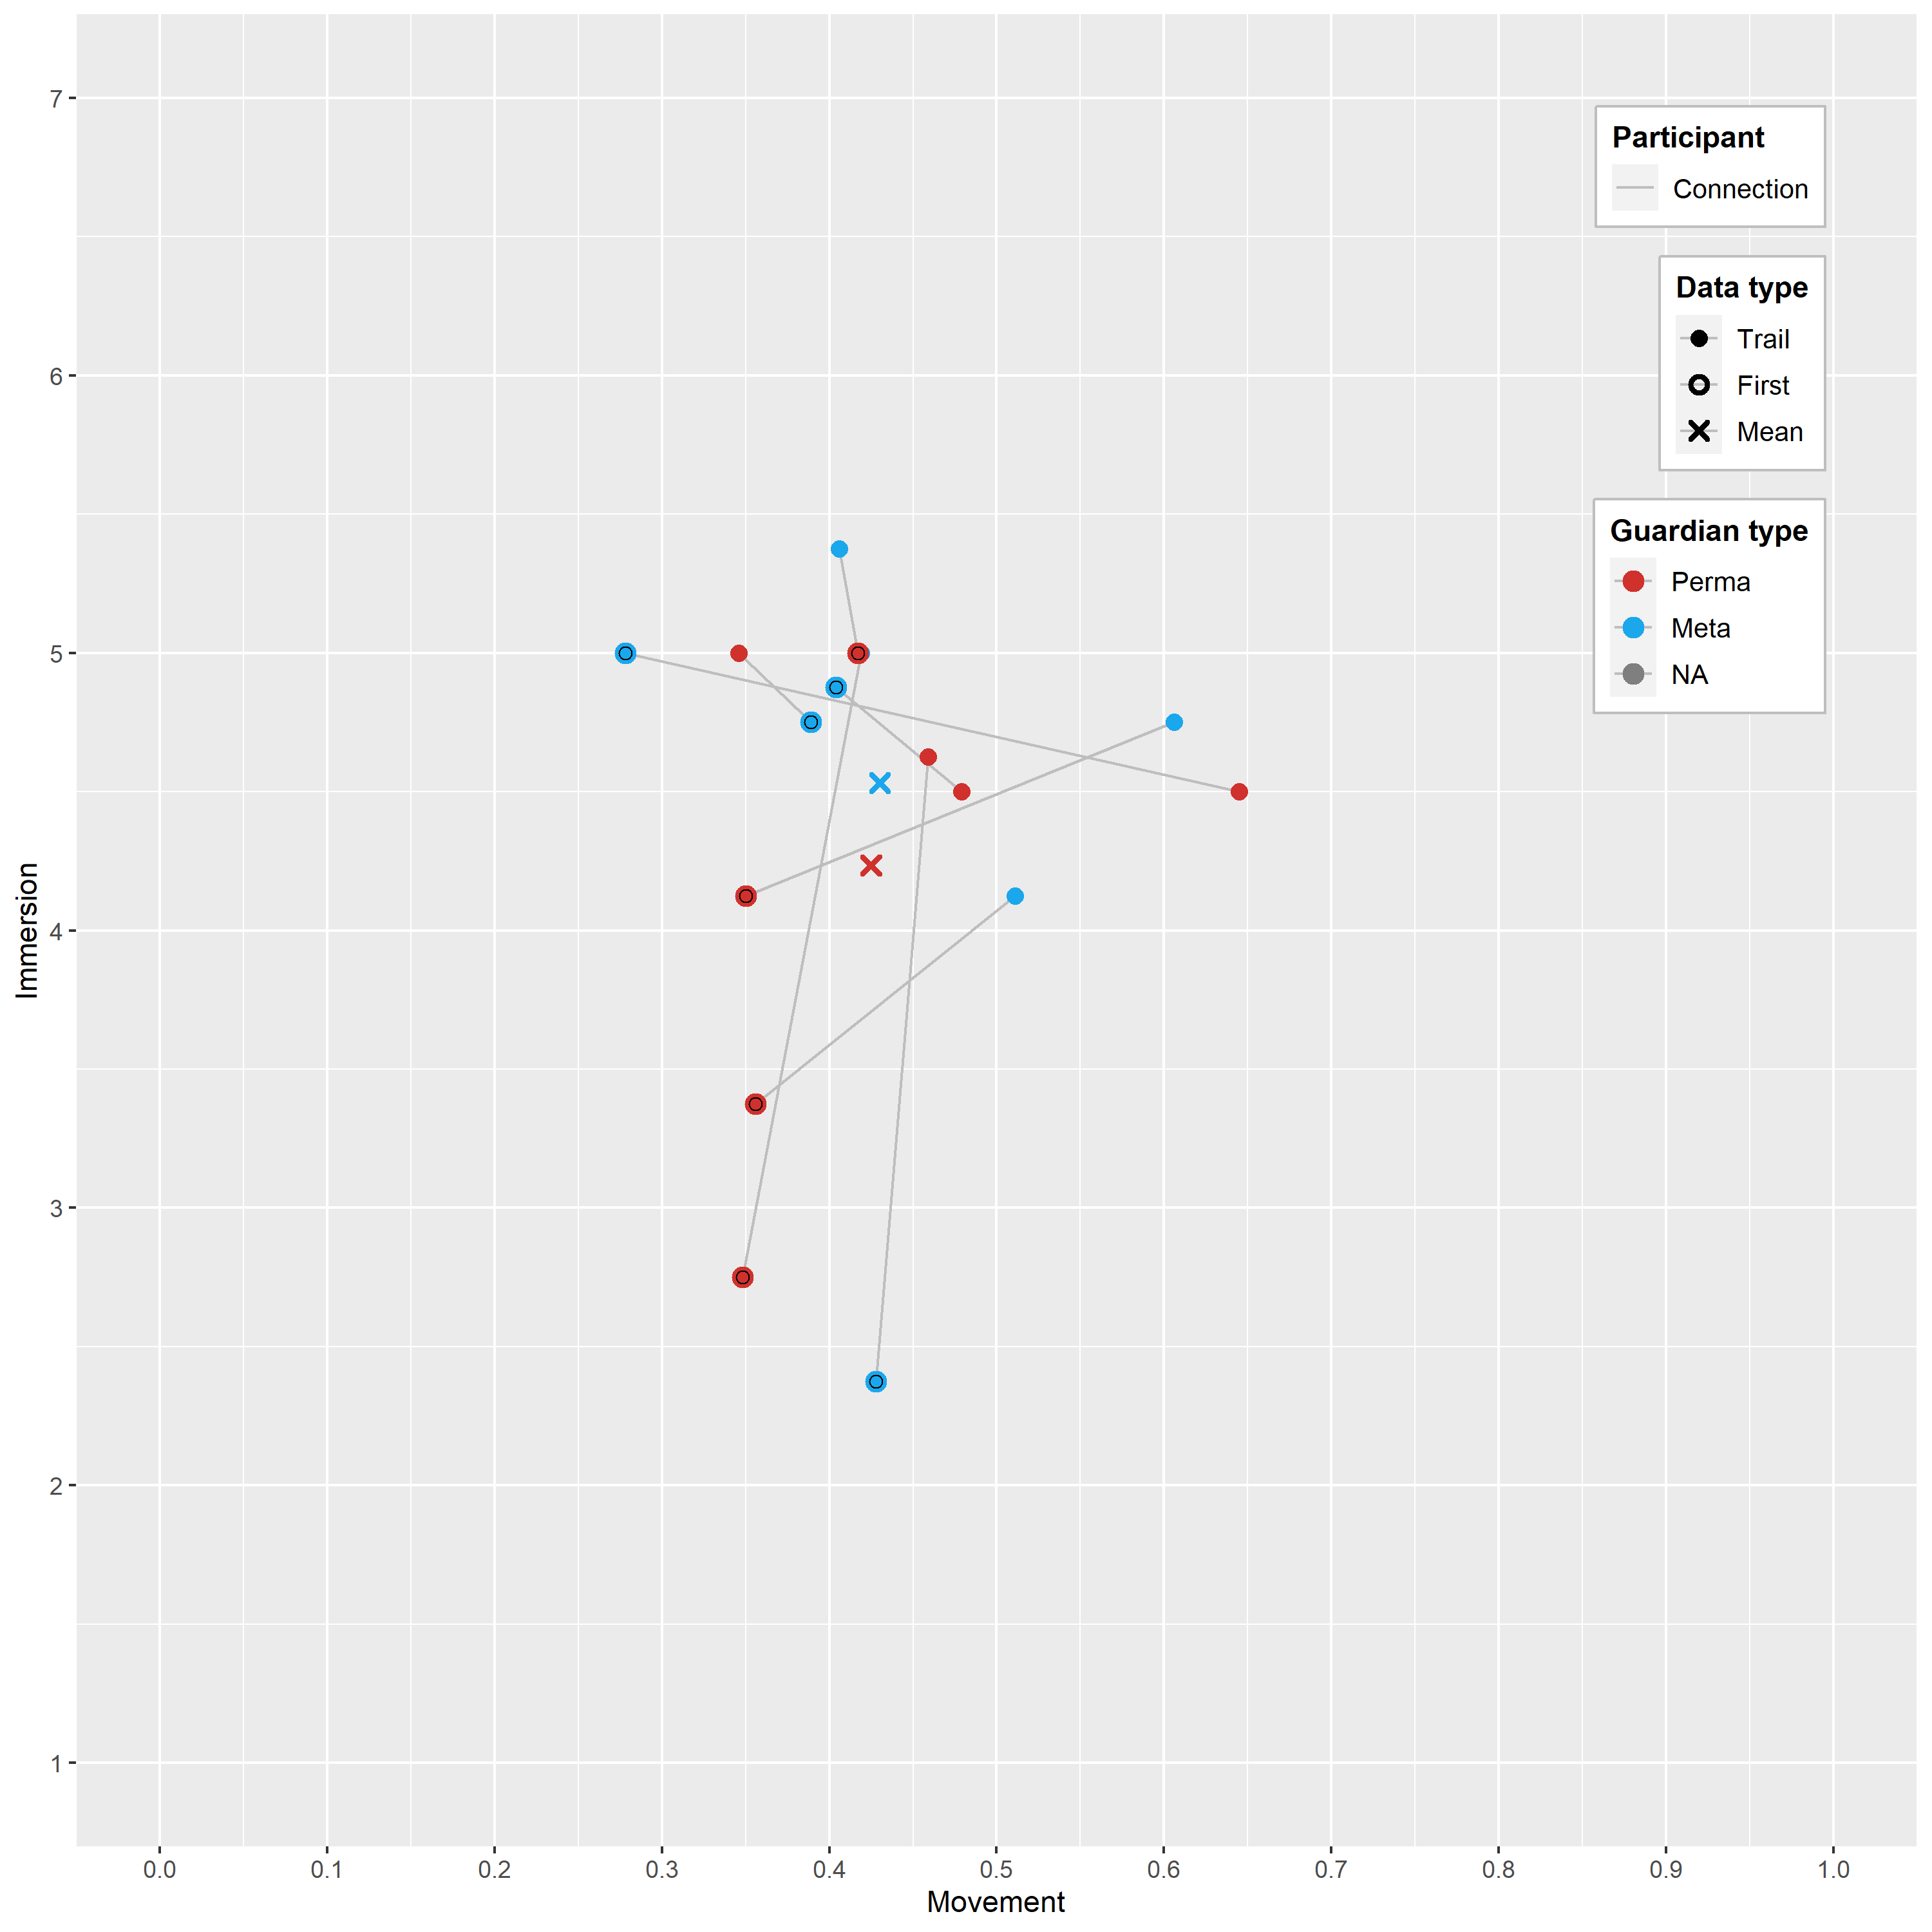 7
6
5
4
3
2
1
Immersion
0.0 0.1 0.2 0.3 0.4 0.5 0.6 0.7 0.8 0.9 1.0
Movement
Participant
Connection
Data type
Trail
First
Mean
Guardian type
Perma
Meta
NA